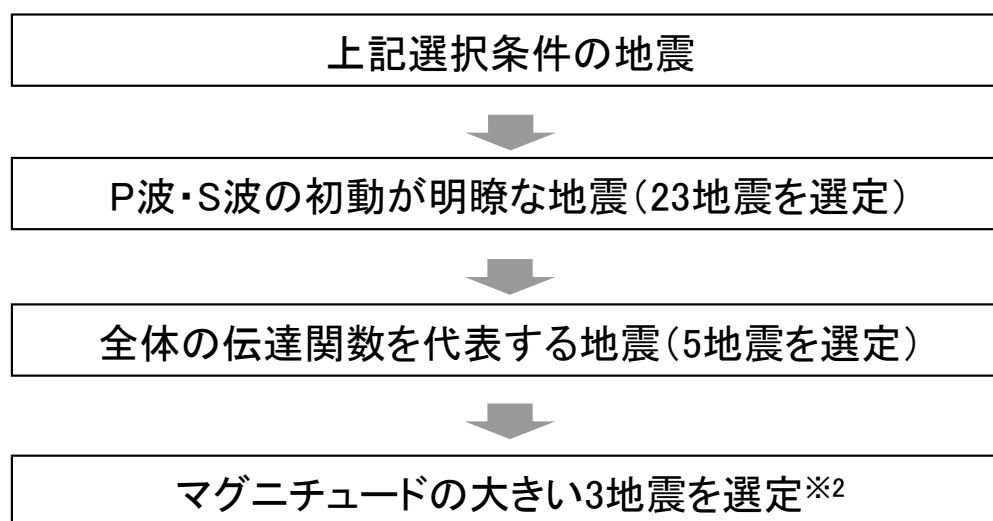 上記選択条件の地震
P波・S波の初動が明瞭な地震（23地震を選定）
全体の伝達関数を代表する地震（5地震を選定）
マグニチュードの大きい3地震を選定※2